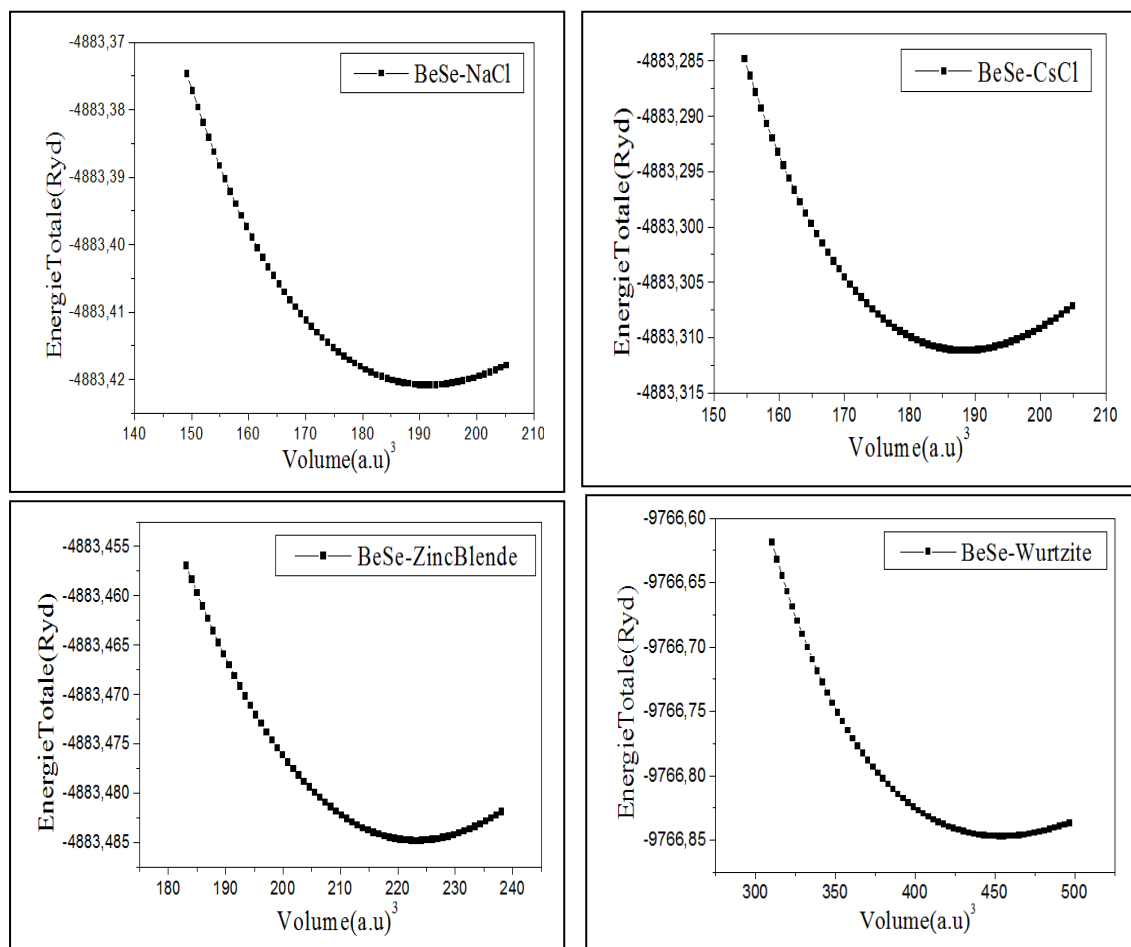 -4883,37
-4883,38
-4883,39
-4883,40
-4883,41
-4883,42
EnergieTotale(Ryd)
BeSe-NaCl
140 150 160 170 180 190 200 210
Volume(a.u)³
-4883,285
-4883,290
-4883,295
-4883,300
-4883,305
-4883,310
-4883,315
EnergieTotale(Ryd)
BeSe-CsCl
150 160 170 180 190 200 210
Volume(a.u)³
-4883,455
-4883,460
-4883,465
-4883,470
-4883,475
-4883,480
-4883,485
EnergieTotale(Ryd)
BeSe-ZincBlende
180 190 200 210 220 230 240
Volume(a.u)³
-9766,60
-9766,65
-9766,70
-9766,75
-9766,80
-9766,85
EnergieTotale(Ryd)
BeSe-Wurtzite
300 350 400 450 500
Volume(a.u)³